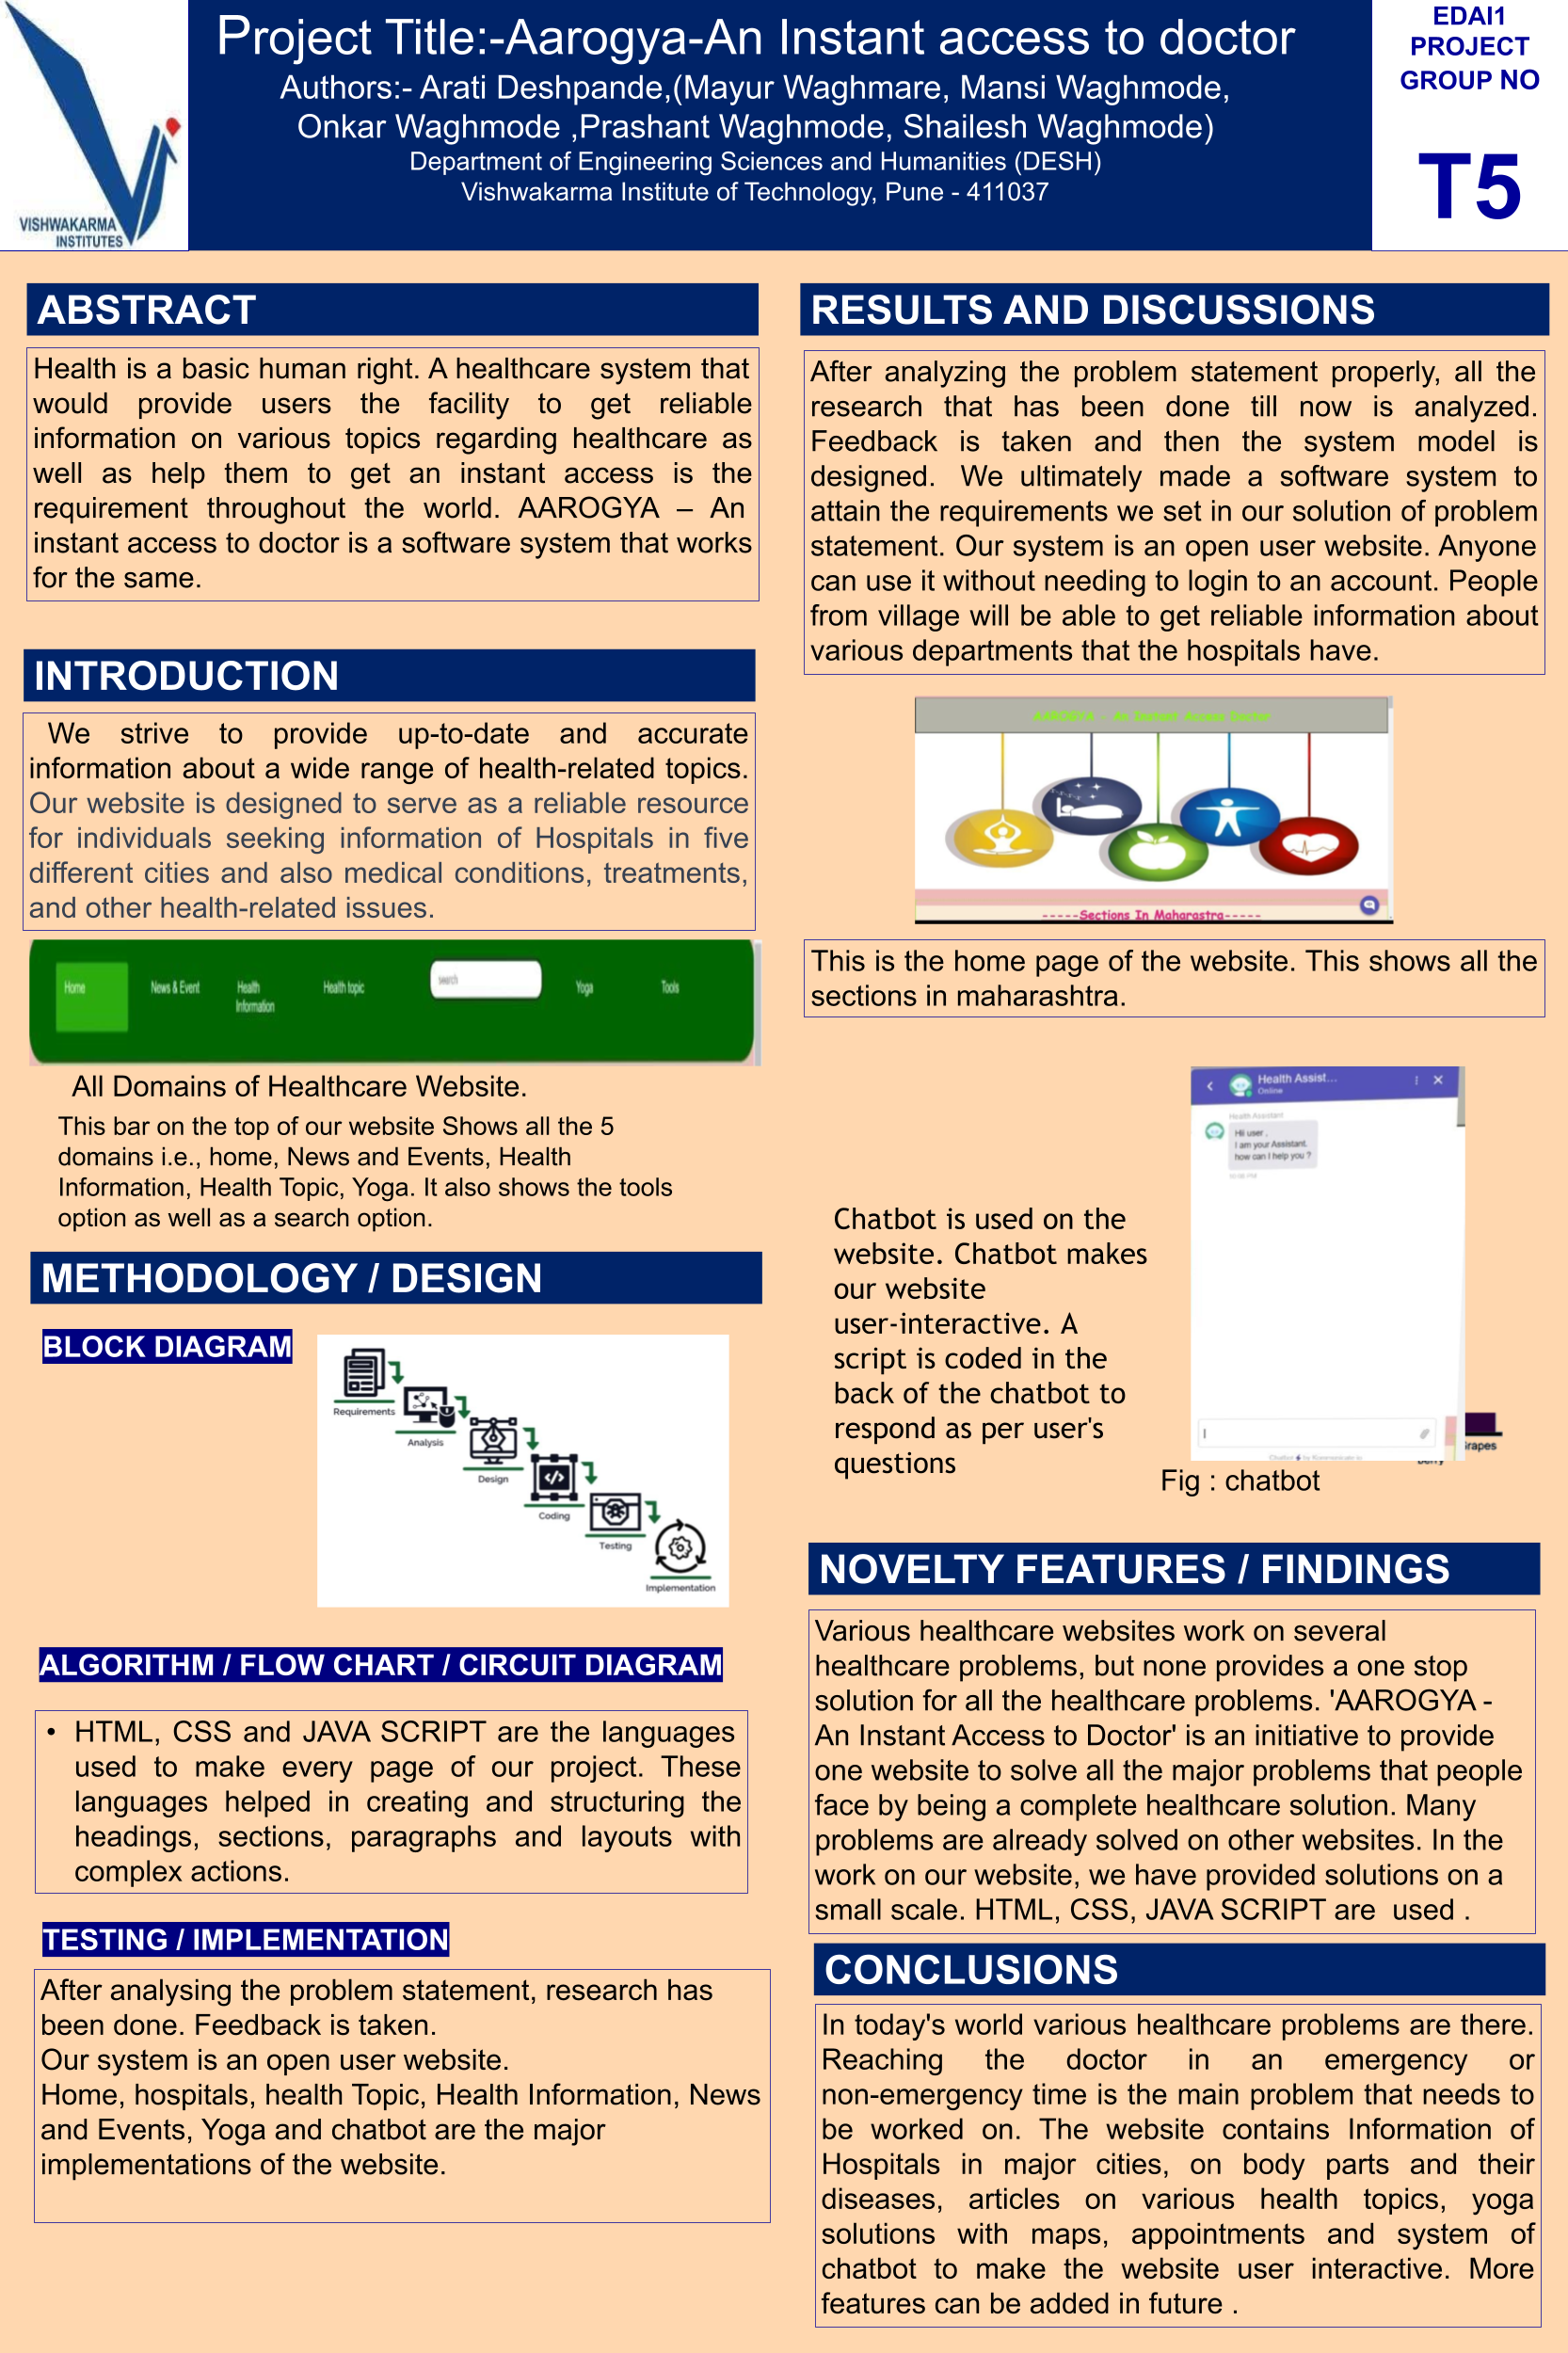 VISHWAKARMA
INSTITUTES
Project Title:-Aarogya-An Instant access to doctor
Authors:- Arati Deshpande,(Mayur Waghmare, Mansi Waghmode,
Onkar Waghmode ,Prashant Waghmode, Shailesh Waghmode)
Department of Engineering Sciences and Humanities (DESH)
Vishwakarma Institute of Technology, Pune - 411037
EDAI1
PROJECT
GROUP NO
T5
ABSTRACT
Health is a basic human right. A healthcare system that
would provide users the facility to get reliable
information on various topics regarding healthcare as
well as help them to get an instant access is the
requirement throughout the world. AAROGYA – An
instant access to doctor is a software system that works
for the same.
INTRODUCTION
We strive to provide up-to-date and accurate
information about a wide range of health-related topics.
Our website is designed to serve as a reliable resource
for individuals seeking information of Hospitals in five
different cities and also medical conditions, treatments,
and other health-related issues.
Home
News & Event
Health
Information
Health topic
search
Yoga
Tools
All Domains of Healthcare Website.
This bar on the top of our website Shows all the 5
domains i.e., home, News and Events, Health
Information, Health Topic, Yoga. It also shows the tools
option as well as a search option.
METHODOLOGY / DESIGN
BLOCK DIAGRAM
Requirements
Analysis
Design
Coding
Testing
Implementation
ALGORITHM / FLOW CHART / CIRCUIT DIAGRAM
• HTML, CSS and JAVA SCRIPT are the languages
used to make every page of our project. These
languages helped in creating and structuring the
headings, sections, paragraphs and layouts with
complex actions.
TESTING / IMPLEMENTATION
After analysing the problem statement, research has
been done. Feedback is taken.
Our system is an open user website.
Home, hospitals, health Topic, Health Information, News
and Events, Yoga and chatbot are the major
implementations of the website.
RESULTS AND DISCUSSIONS
After analyzing the problem statement properly, all the
research that has been done till now is analyzed.
Feedback is taken and then the system model is
designed. We ultimately made a software system to
attain the requirements we set in our solution of problem
statement. Our system is an open user website. Anyone
can use it without needing to login to an account. People
from village will be able to get reliable information about
various departments that the hospitals have.
AAROGYA - An Instant Access Doctor
-----Sections In Maharastra-----
This is the home page of the website. This shows all the
sections in maharashtra.
Chatbot is used on the
website. Chatbot makes
our website
user-interactive. A
script is coded in the
back of the chatbot to
respond as per user's
questions
Health Assist...
Online
Health Assistant
Hii user ,
I am your Assistant.
how can I help you ?
Fig : chatbot
NOVELTY FEATURES / FINDINGS
Various healthcare websites work on several
healthcare problems, but none provides a one stop
solution for all the healthcare problems. 'AAROGYA -
An Instant Access to Doctor' is an initiative to provide
one website to solve all the major problems that people
face by being a complete healthcare solution. Many
problems are already solved on other websites. In the
work on our website, we have provided solutions on a
small scale. HTML, CSS, JAVA SCRIPT are used .
CONCLUSIONS
In today's world various healthcare problems are there.
Reaching the doctor in an emergency or
non-emergency time is the main problem that needs to
be worked on. The website contains Information of
Hospitals in major cities, on body parts and their
diseases, articles on various health topics, yoga
solutions with maps, appointments and system of
chatbot to make the website user interactive. More
features can be added in future .